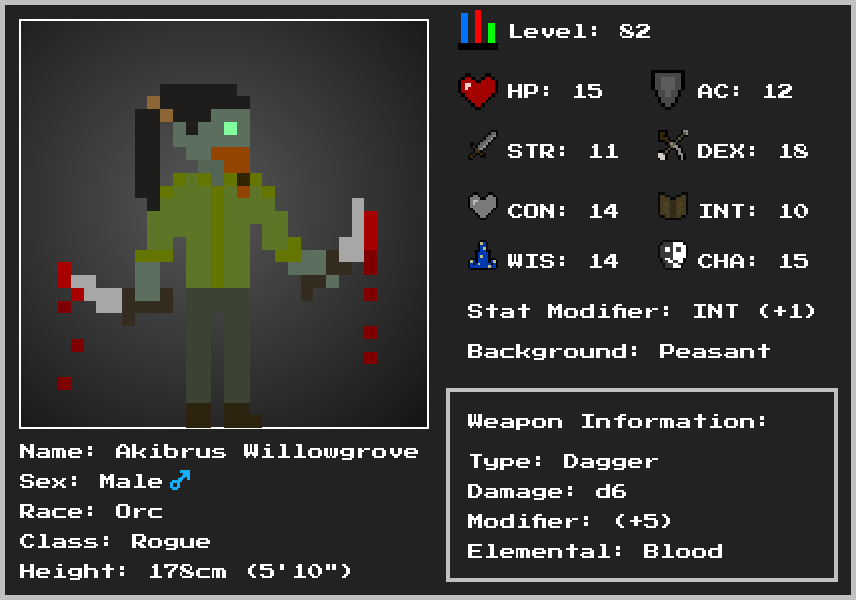 Level: 82
HP: 15 AC: 12
STR: 11 DEX: 18
CON: 14 INT: 10
WIS: 14 CHA: 15
Stat Modifier: INT (+1)
Background: Peasant
Weapon Information:
Type: Dagger
Damage: d6
Modifier: (+5)
Elemental: Blood
Name: Akibrus Willowgrove
Sex: Male ♂
Race: Orc
Class: Rogue
Height: 178cm (5'10")